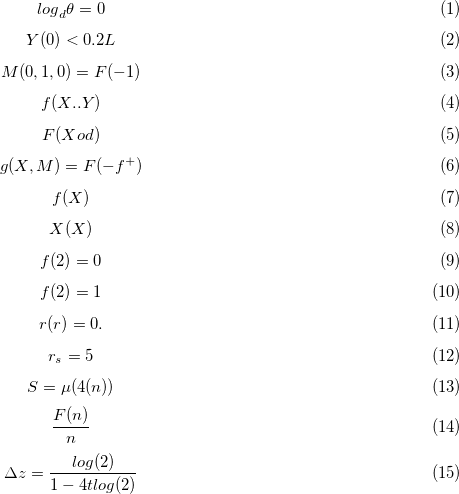 log_d θ = 0 (1)
Y(0) < 0.2L (2)
M(0, 1, 0) = F(−1) (3)
f(X..Y) (4)
F(Xod) (5)
g(X, M) = F(−f⁺) (6)
f(X) (7)
X(X) (8)
f(2) = 0 (9)
f(2) = 1 (10)
r(r) = 0. (11)
r_s = 5 (12)
S = μ(4(n)) (13)
\frac{F(n)}{n} (14)
Δz = \frac{log(2)}{1 − 4tlog(2)} (15)